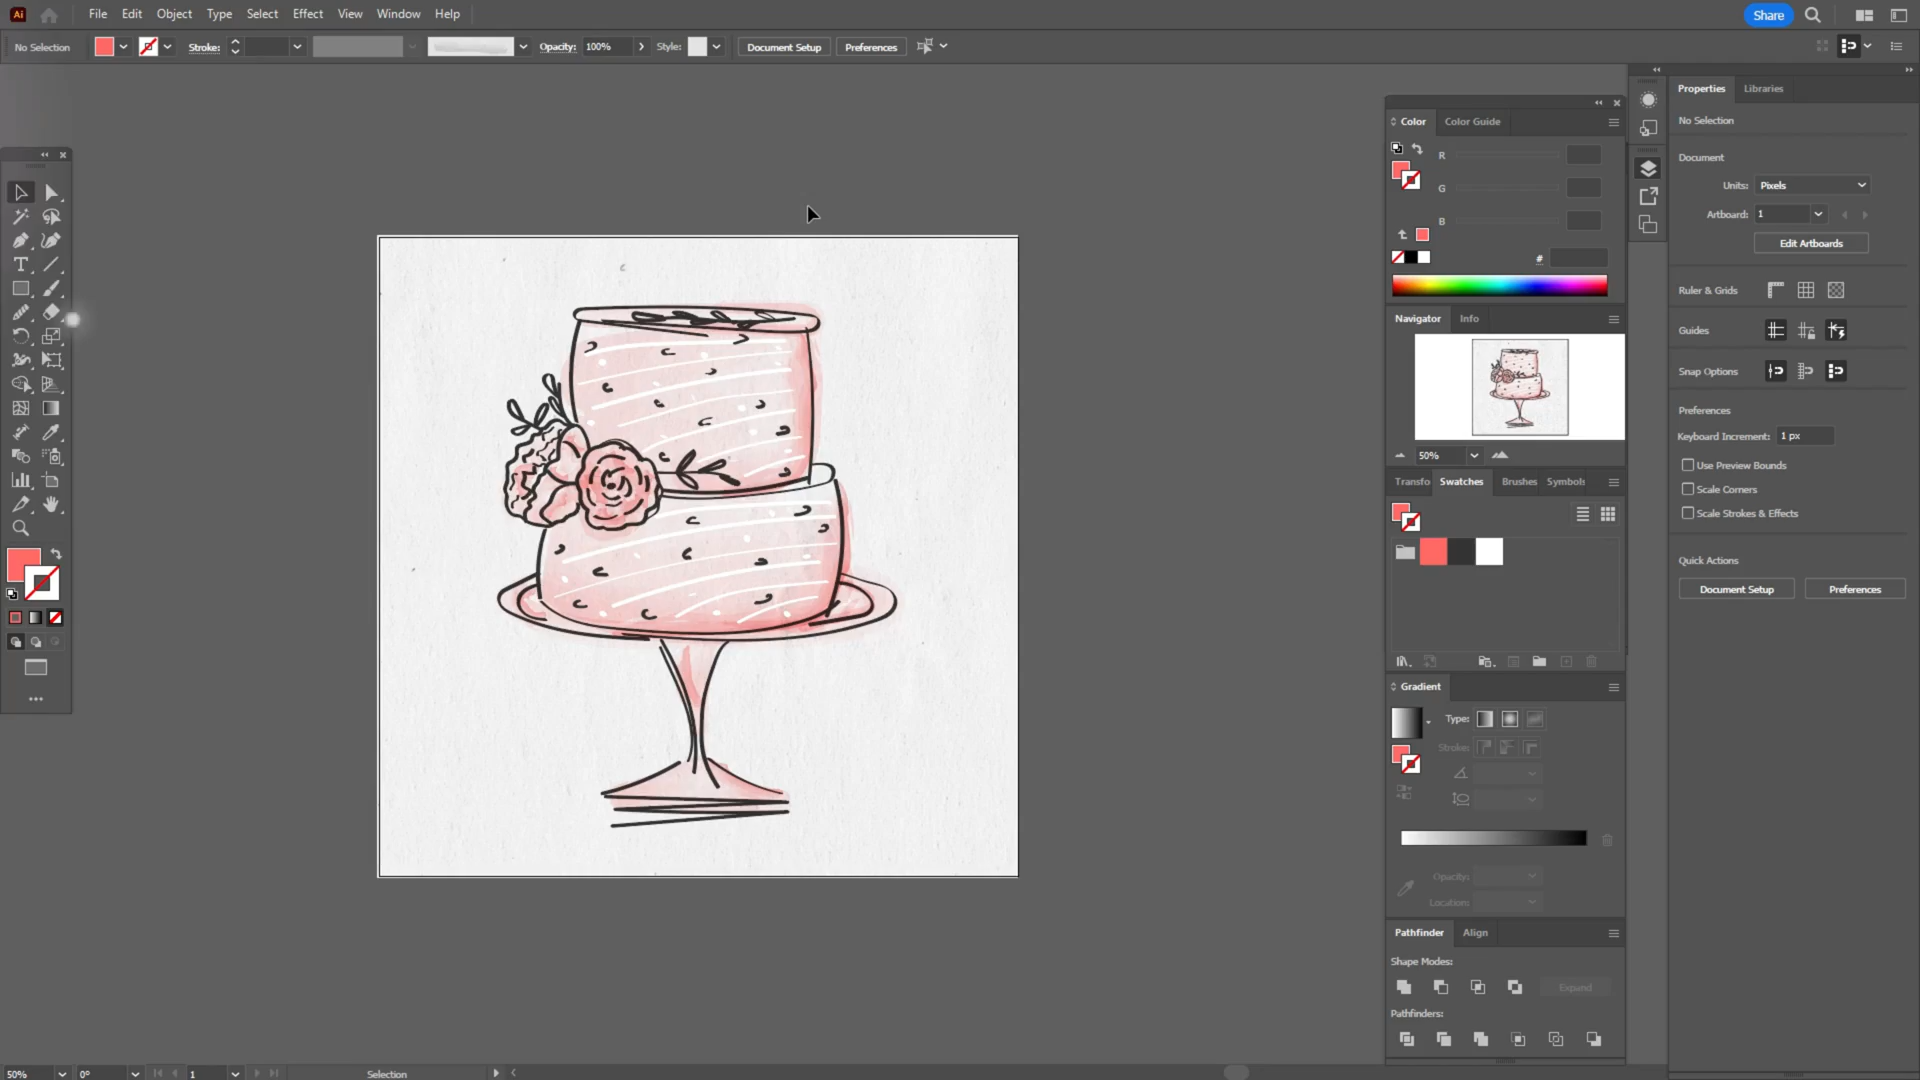 Ai File Edit Object Type Select Effect View Window Help Share
No Selection Stroke: Opacity: 100% Style: Document Setup Preferences
Properties Libraries
No Selection
Document
Units: Pixels
Artboard: 1
Edit Artboards
Ruler & Grids
Guides
Snap Options
Preferences
Keyboard Increment: 1 px
Use Preview Bounds
Scale Corners
Scale Strokes & Effects
Quick Actions
Document Setup Preferences
Color Color Guide
R
G
B
#
Navigator Info
50%
Transfo Swatches Brushes Symbols
Gradient
Type:
Stroke:
Opacity:
Location:
Pathfinder Align
Shape Modes:
Expand
Pathfinders:
50% 0° 1 Selection